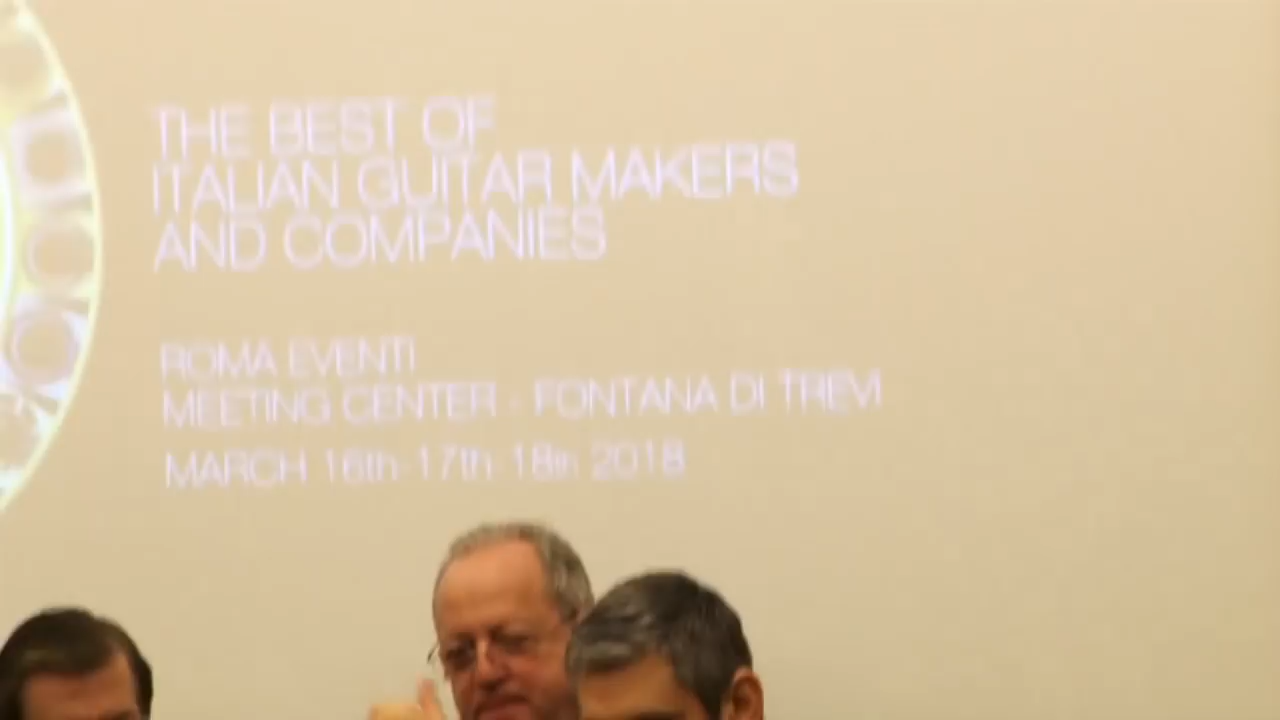 THE BEST OF
ITALIAN GUITAR MAKERS
AND COMPANIES
ROMA EVENTI
MEETING CENTER - FONTANA DI TREVI
MARCH 16th-17th-18th 2018